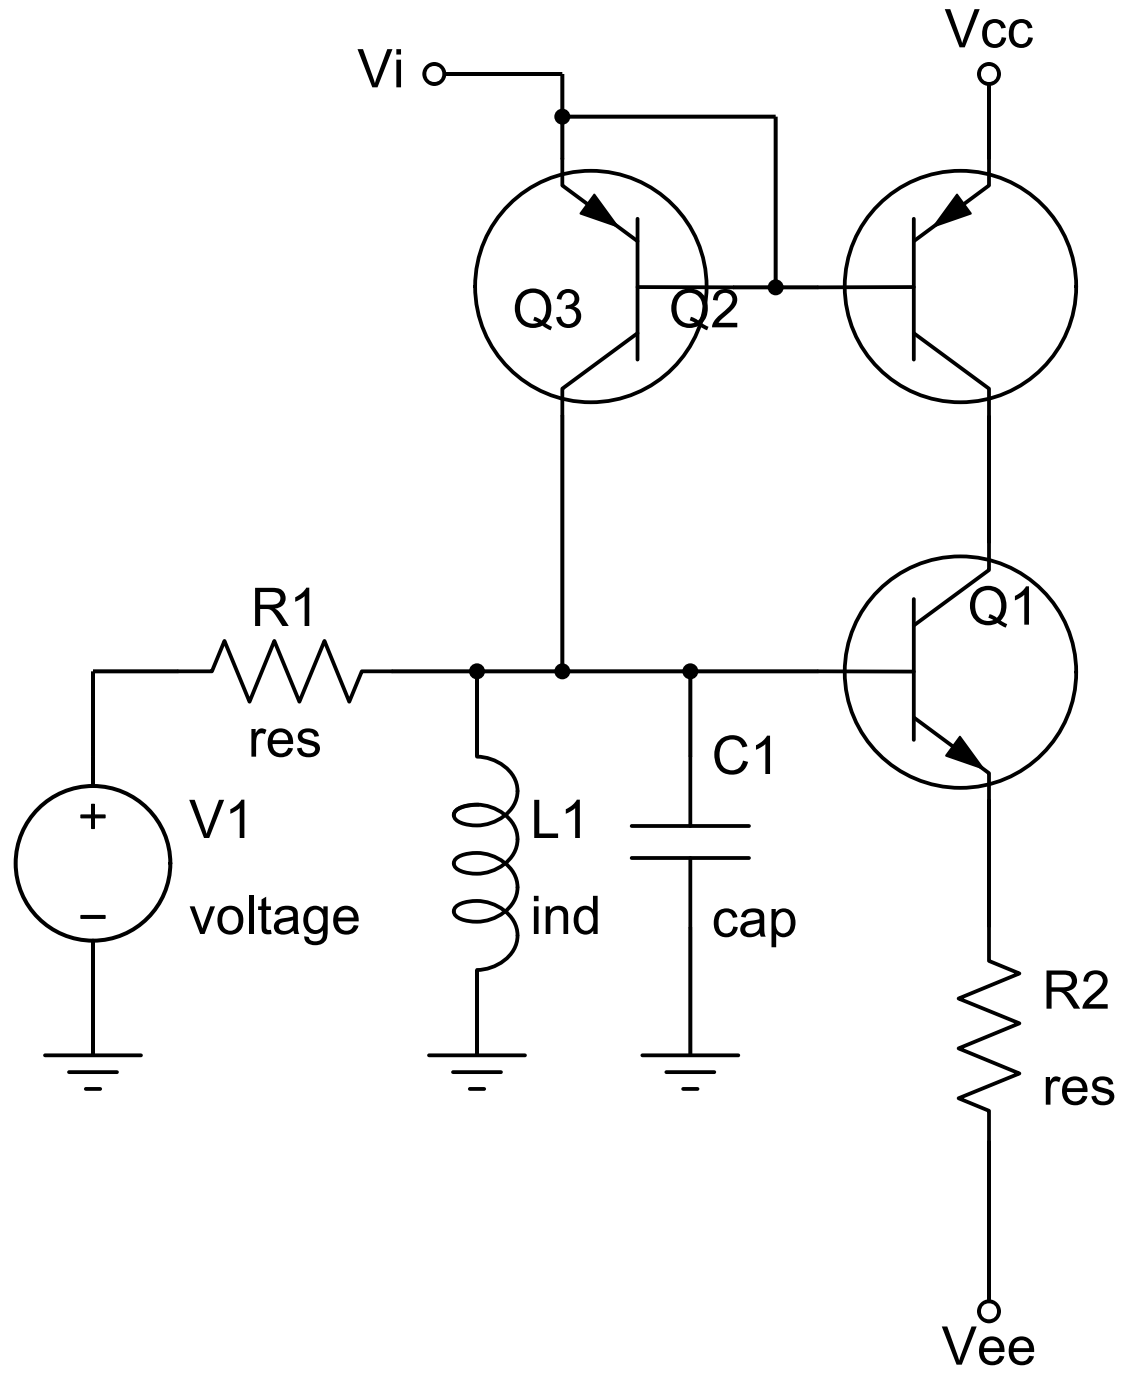 Vcc
Vi
Q3
Q2
R1
Q1
res
C1
+
V1
L1
−
voltage
ind
cap
R2
res
Vee